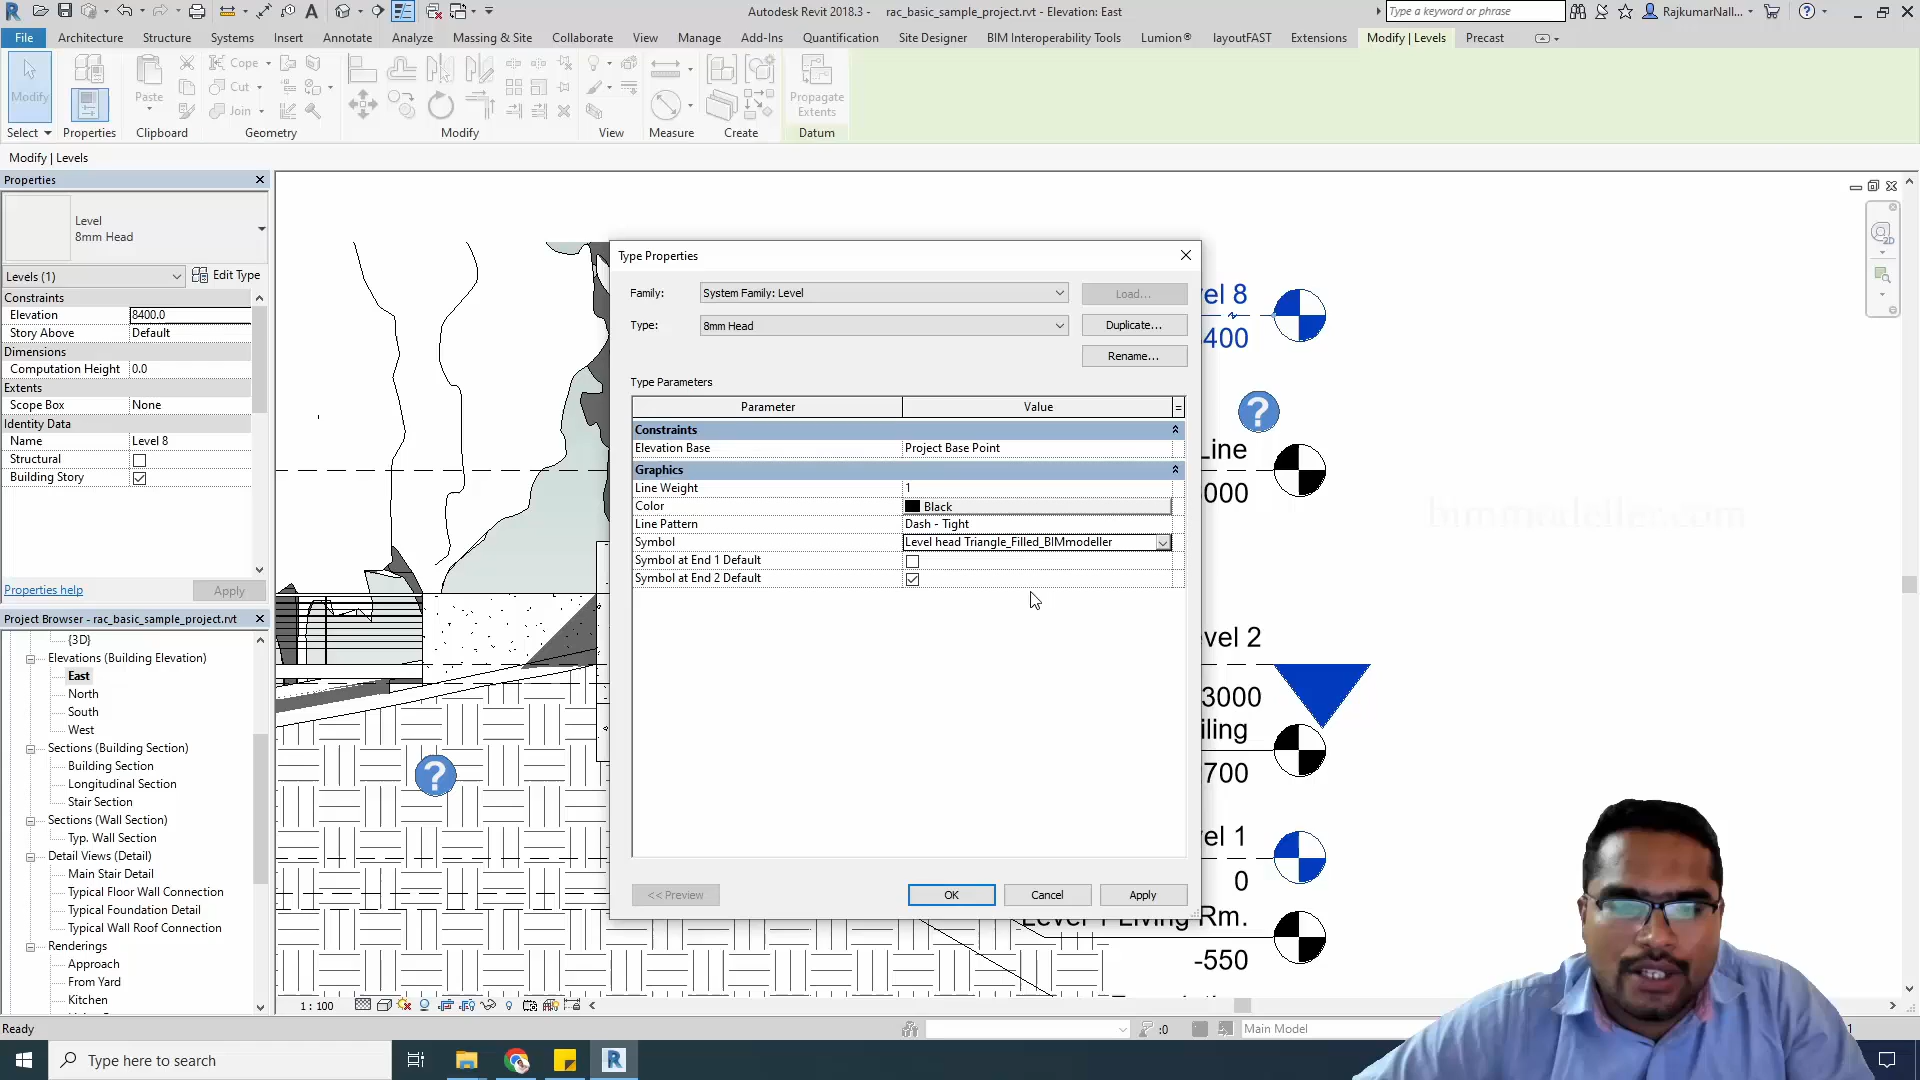 Autodesk Revit 2018.3 - rac_basic_sample_project.rvt - Elevation: East
Type a keyword or phrase
RajkumarNall...
File Architecture Structure Systems Insert Annotate Analyze Massing & Site Collaborate View Manage Add-Ins Quantification Site Designer BIM Interoperability Tools Lumion® layoutFAST Extensions Modify | Levels Precast
Modify
Paste
Cope
Cut
Join
Propagate
Extents
Select Properties Clipboard Geometry Modify View Measure Create Datum
Modify | Levels
Properties
Level
8mm Head
Levels (1)
Edit Type
Constraints
Elevation 8400.0
Story Above Default
Dimensions
Computation Height 0.0
Extents
Scope Box None
Identity Data
Name Level 8
Structural
Building Story
Properties help
Apply
Project Browser - rac_basic_sample_project.rvt
{3D}
Elevations (Building Elevation)
East
North
South
West
Sections (Building Section)
Building Section
Longitudinal Section
Stair Section
Sections (Wall Section)
Typ. Wall Section
Detail Views (Detail)
Main Stair Detail
Typical Floor Wall Connection
Typical Foundation Detail
Typical Wall Roof Connection
Renderings
Approach
From Yard
Kitchen
Type Properties
Family: System Family: Level Load...
Type: 8mm Head Duplicate...
Rename...
Type Parameters
Parameter Value =
Constraints
Elevation Base Project Base Point
Graphics
Line Weight 1
Color Black
Line Pattern Dash - Tight
Symbol Level head Triangle_Filled_BIMmodeller
Symbol at End 1 Default
Symbol at End 2 Default
<< Preview
OK
Cancel
Apply
vel 8
400
?
Line
000
bimmodeller.com
vel 2
3000
iling
700
vel 1
0
Level 1 Living Rm.
-550
?
2D
1 : 100
Ready
:0
Main Model
Type here to search